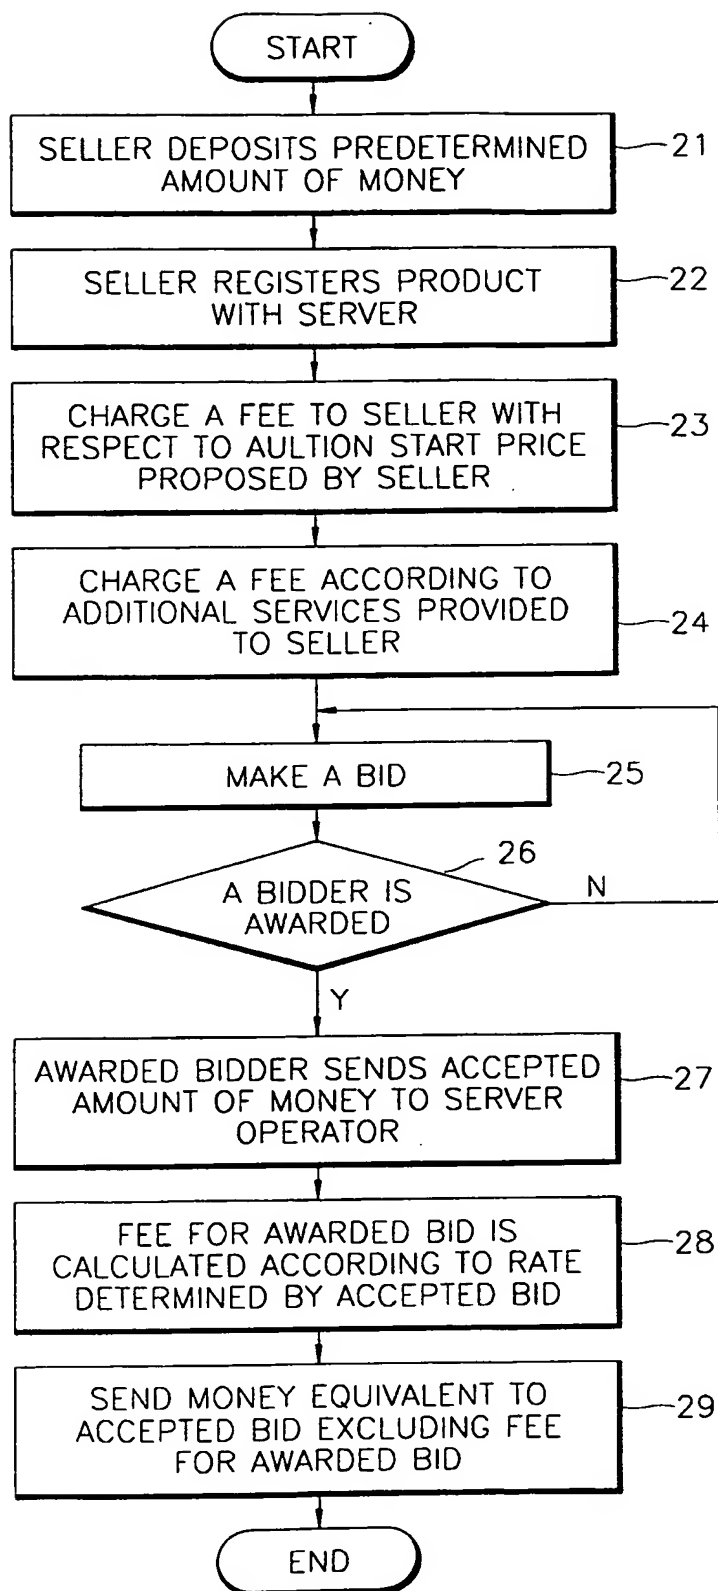 START
SELLER DEPOSITS PREDETERMINED
AMOUNT OF MONEY
21
SELLER REGISTERS PRODUCT
WITH SERVER
22
CHARGE A FEE TO SELLER WITH
RESPECT TO AULTION START PRICE
PROPOSED BY SELLER
23
CHARGE A FEE ACCORDING TO
ADDITIONAL SERVICES PROVIDED
TO SELLER
24
MAKE A BID
25
26
A BIDDER IS
AWARDED
N
Y
AWARDED BIDDER SENDS ACCEPTED
AMOUNT OF MONEY TO SERVER
OPERATOR
27
FEE FOR AWARDED BID IS
CALCULATED ACCORDING TO RATE
DETERMINED BY ACCEPTED BID
28
SEND MONEY EQUIVALENT TO
ACCEPTED BID EXCLUDING FEE
FOR AWARDED BID
29
END